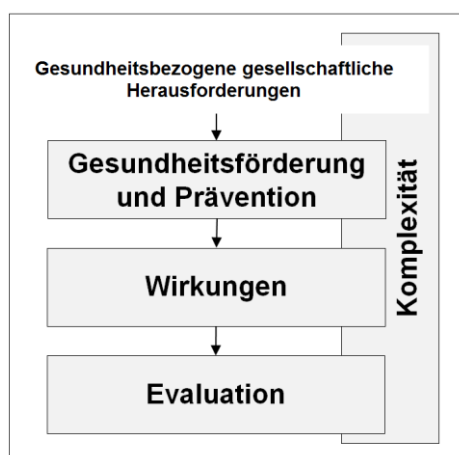 Gesundheitsbezogene gesellschaftliche
Herausforderungen
Gesundheitsförderung
und Prävention
Wirkungen
Evaluation
Komplexität